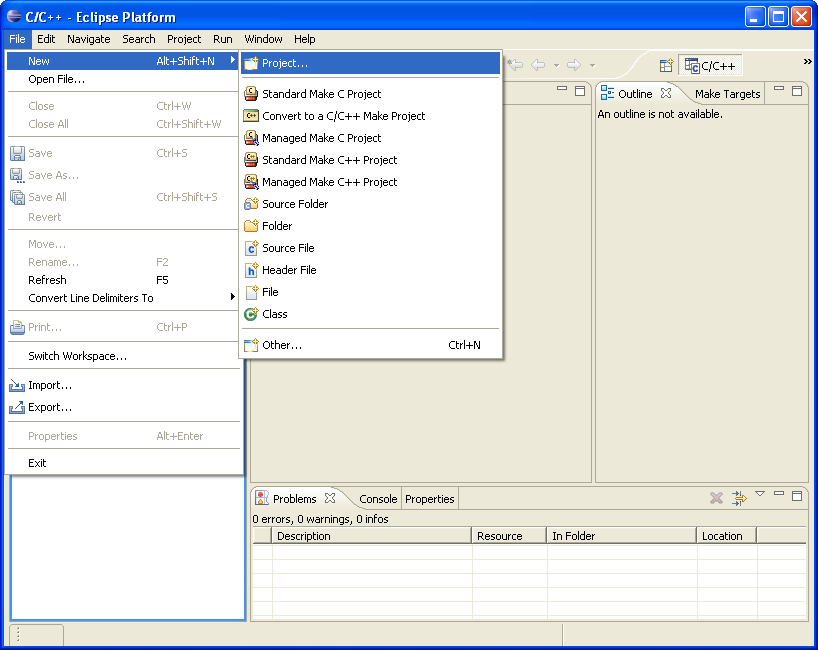 C/C++ - Eclipse Platform
File Edit Navigate Search Project Run Window Help
New Alt+Shift+N
Open File...
Close Ctrl+W
Close All Ctrl+Shift+W
Save Ctrl+S
Save As...
Save All Ctrl+Shift+S
Revert
Move...
Rename... F2
Refresh F5
Convert Line Delimiters To
Print... Ctrl+P
Switch Workspace...
Import...
Export...
Properties Alt+Enter
Exit
Project...
Standard Make C Project
Convert to a C/C++ Make Project
Managed Make C Project
Standard Make C++ Project
Managed Make C++ Project
Source Folder
Folder
Source File
Header File
File
Class
Other... Ctrl+N
C/C++
Outline Make Targets
An outline is not available.
Problems Console Properties
0 errors, 0 warnings, 0 infos
Description Resource In Folder Location